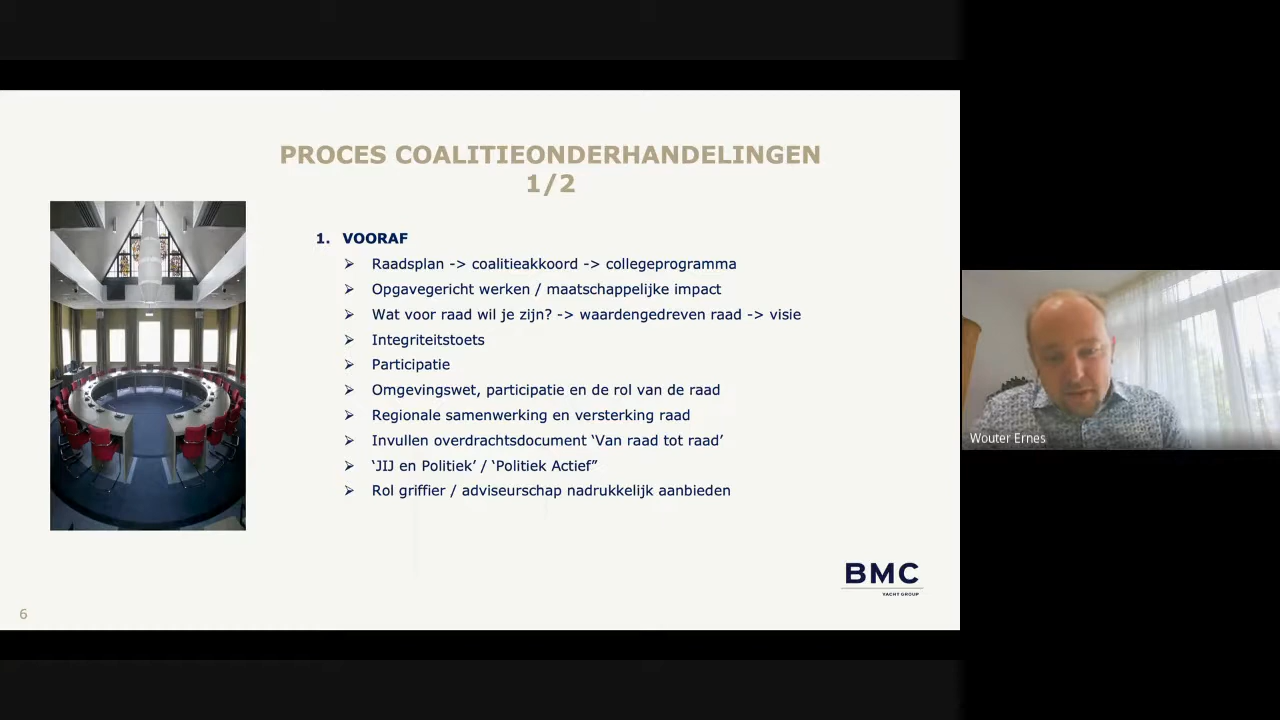 PROCES COALITIEONDERHANDELINGEN
1/2
1. VOORAF
Raadsplan -> coalitieakkoord -> collegeprogramma
Opgavegericht werken / maatschappelijke impact
Wat voor raad wil je zijn? -> waardengedreven raad -> visie
Integriteitstoets
Participatie
Omgevingswet, participatie en de rol van de raad
Regionale samenwerking en versterking raad
Invullen overdrachtsdocument ‘Van raad tot raad’
‘JIJ en Politiek’ / ‘Politiek Actief”
Rol griffier / adviseurschap nadrukkelijk aanbieden
BMC
YACHT GROUP
6
Wouter Ernes